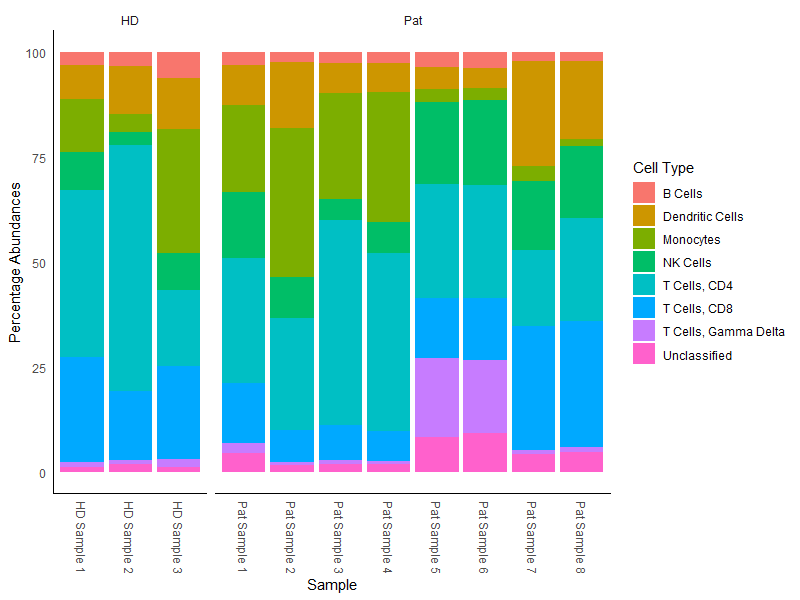 HD
Pat
100
75
50
25
0
Percentage Abundances
HD Sample 1
HD Sample 2
HD Sample 3
Pat Sample 1
Pat Sample 2
Pat Sample 3
Pat Sample 4
Pat Sample 5
Pat Sample 6
Pat Sample 7
Pat Sample 8
Sample
Cell Type
B Cells
Dendritic Cells
Monocytes
NK Cells
T Cells, CD4
T Cells, CD8
T Cells, Gamma Delta
Unclassified